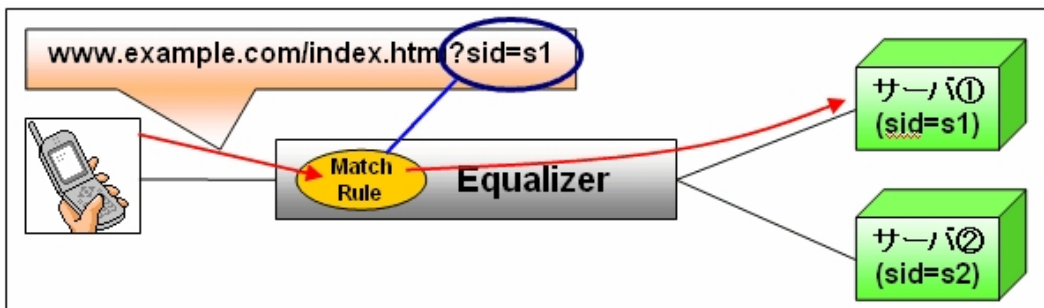 www.example.com/index.html?sid=s1
Match
Rule
Equalizer
サーバ①
(sid=s1)
サーバ②
(sid=s2)